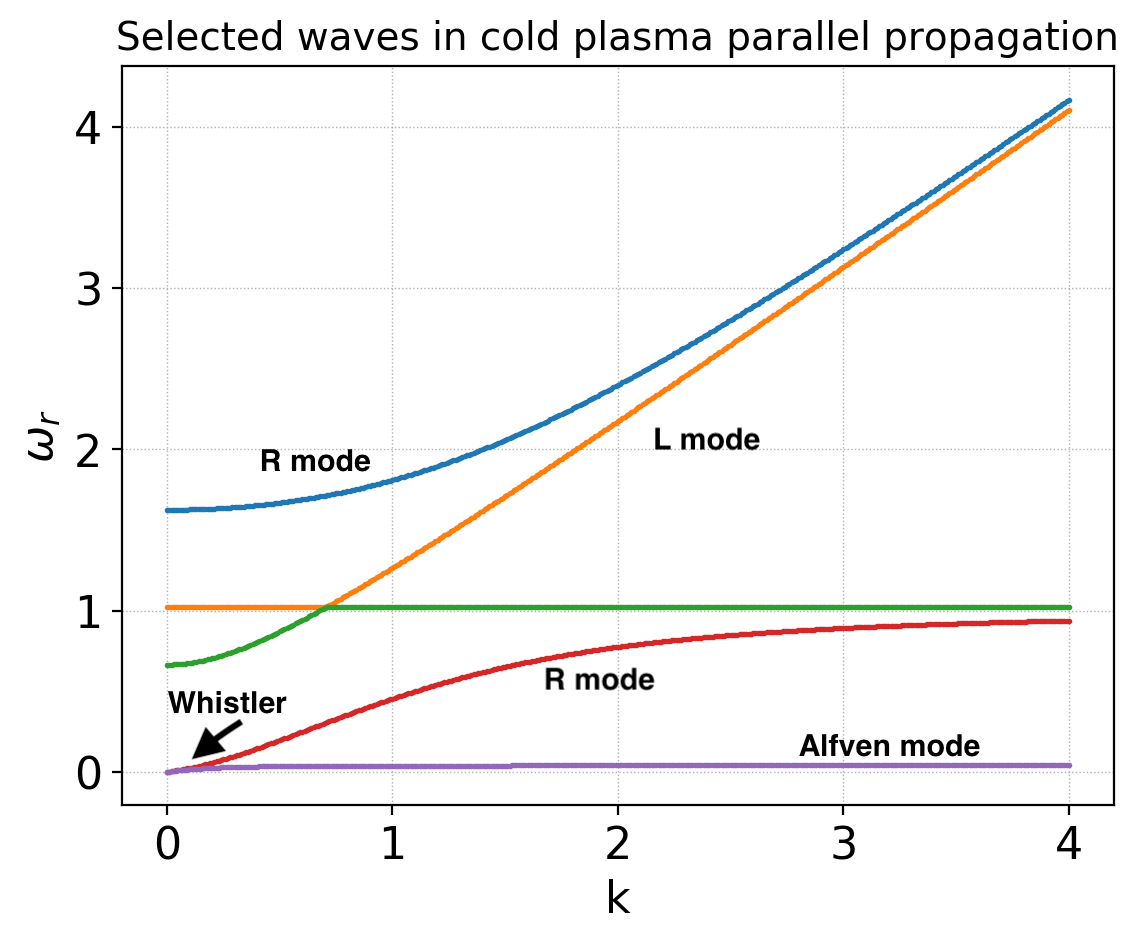 Selected waves in cold plasma parallel propagation
4
3
ωr
2
L mode
R mode
1
R mode
Whistler
Alfven mode
0
0 1 2 3 4
k